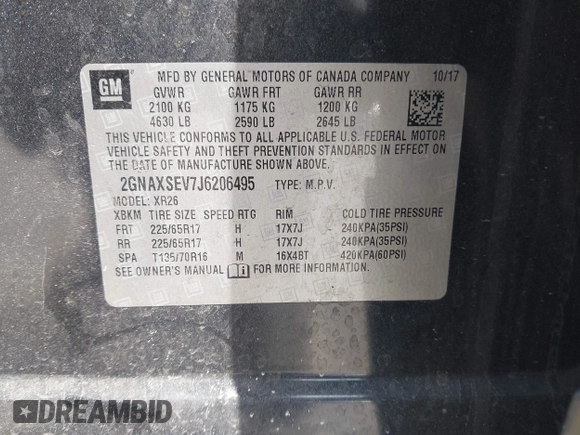 GM
MFD BY GENERAL MOTORS OF CANADA COMPANY 10/17
GVWR GAWR FRT GAWR RR
2100 KG 1175 KG 1200 KG
4630 LB 2590 LB 2645 LB
THIS VEHICLE CONFORMS TO ALL APPLICABLE U.S. FEDERAL MOTOR
VEHICLE SAFETY AND THEFT PREVENTION STANDARDS IN EFFECT ON
THE DATE OF MANUFACTURE SHOWN ABOVE.
2GNAXSEV7J6206495 TYPE: M.P.V.
MODEL: XR26
XBKM TIRE SIZE SPEED RTG RIM COLD TIRE PRESSURE
FRT 225/65R17 H 17X7J - 240KPA(35PSI)
RR 225/65R17 H 17X7J - 240KPA(35PSI)
SPA T135/70R16 M 16X4BT 420KPA(60PSI)
SEE OWNER'S MANUAL FOR MORE INFORMATION.
DREAMBID